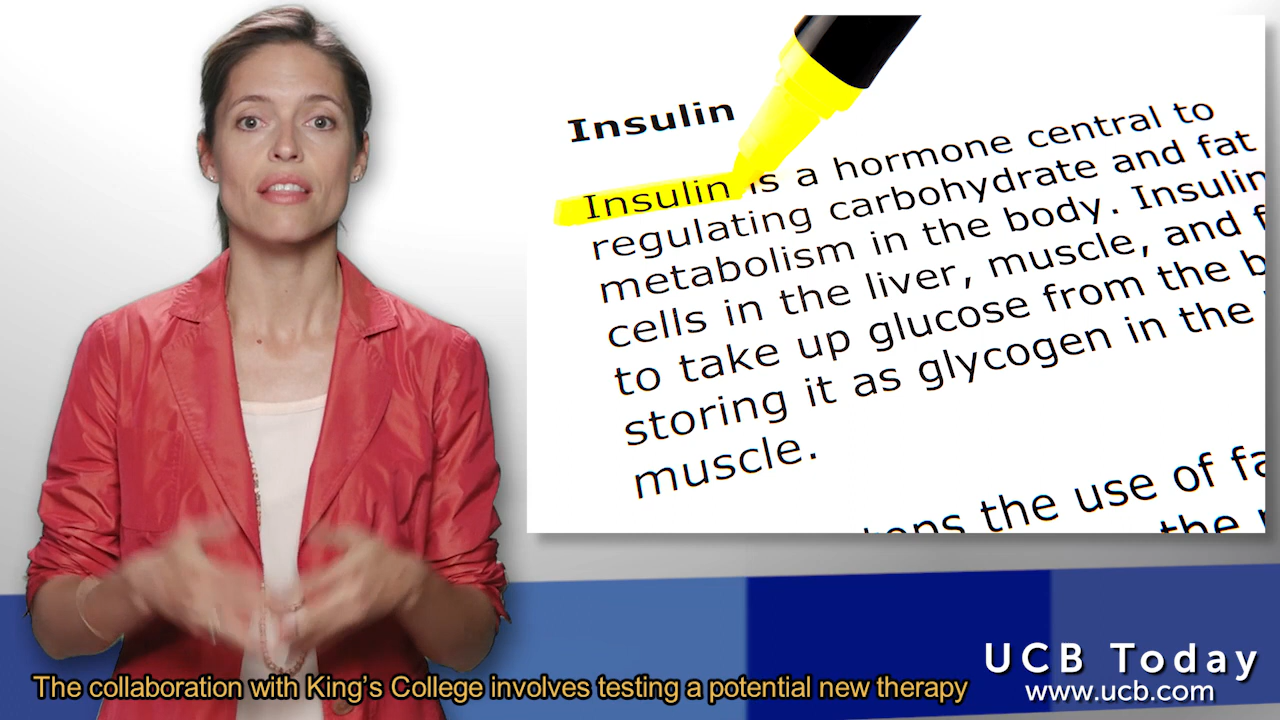 Insulin
Insulin is a hormone central to
regulating carbohydrate and fat
metabolism in the body. Insulin
cells in the liver, muscle, and
to take up glucose from the
storing it as glycogen in the
muscle.
the use of
the
UCB Today
www.ucb.com
The collaboration with King's College involves testing a potential new therapy